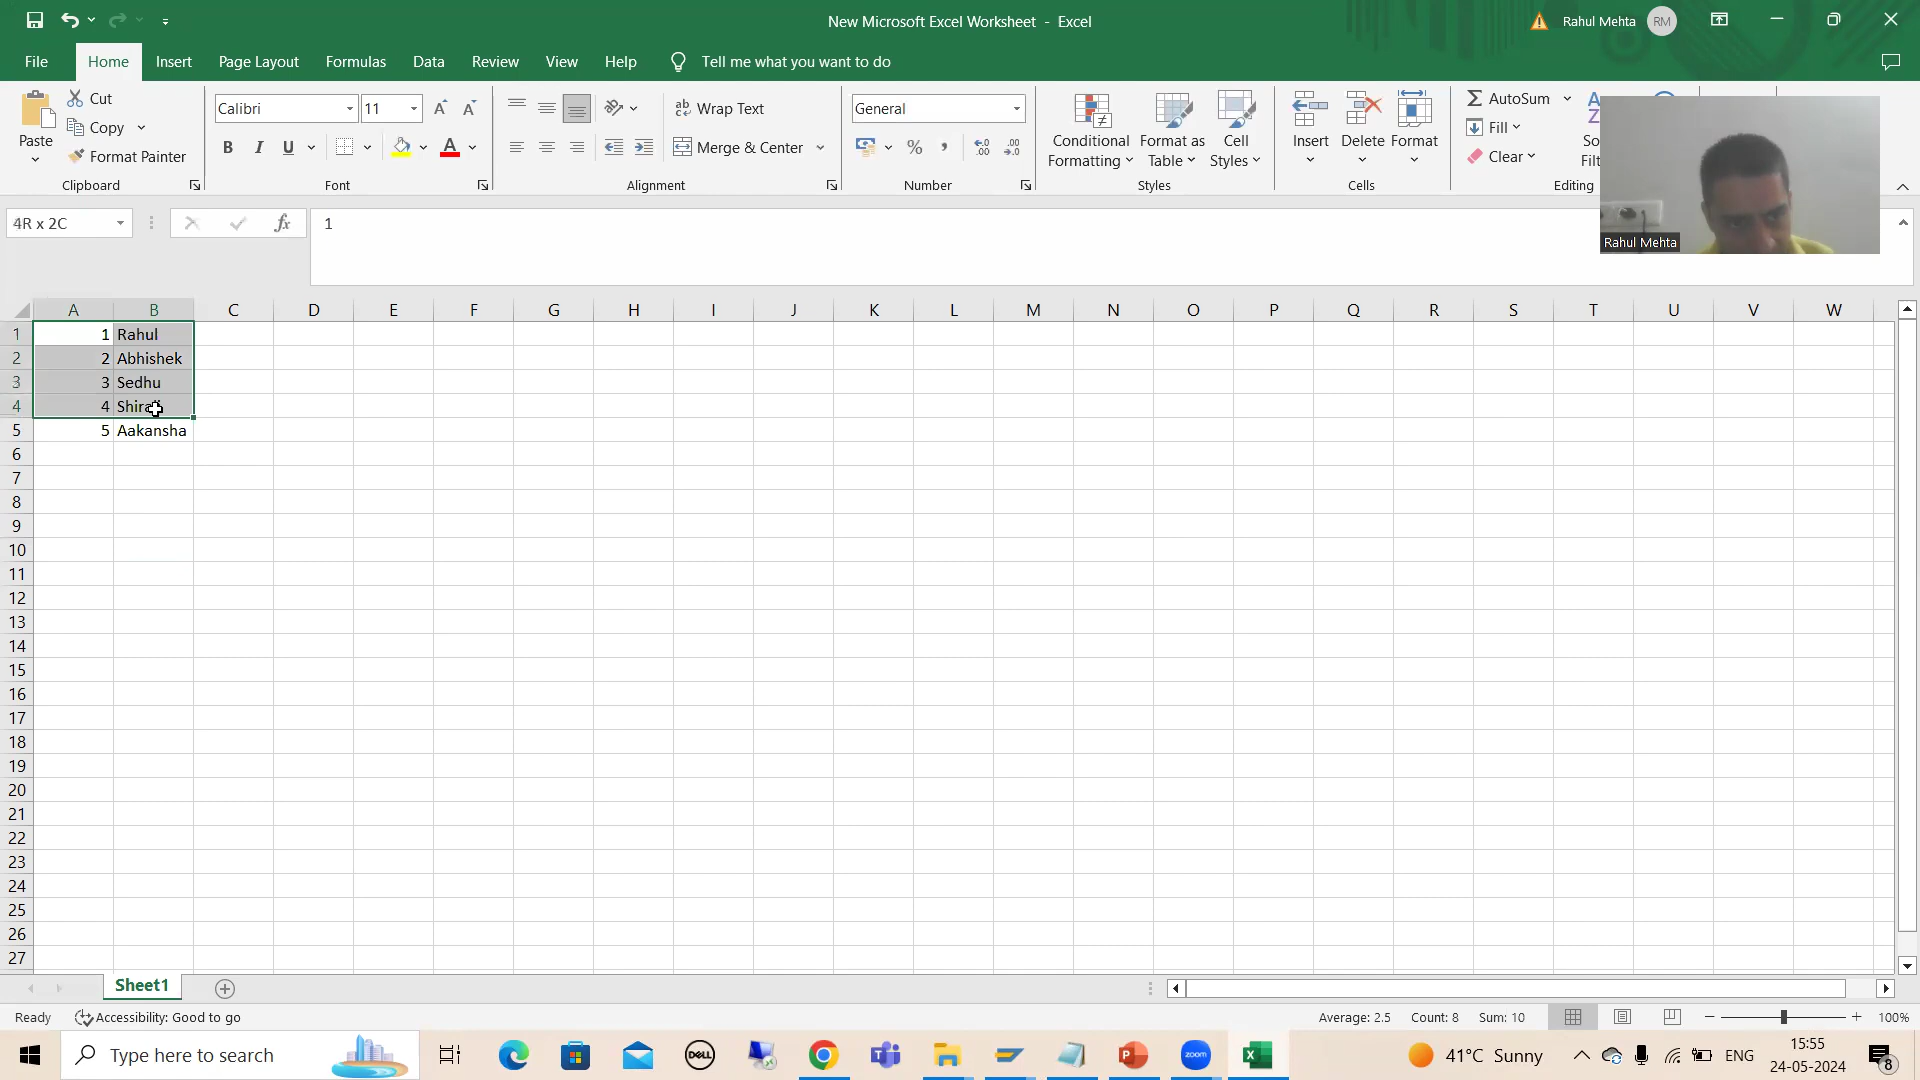 New Microsoft Excel Worksheet - Excel
Rahul Mehta RM
File Home Insert Page Layout Formulas Data Review View Help Tell me what you want to do
Paste Cut Copy Format Painter
Clipboard
Calibri 11
B I U
Font
Wrap Text
Merge & Center
Alignment
General
Number
Conditional Formatting
Format as Table
Cell Styles
Styles
Insert Delete Format
Cells
AutoSum
Fill
Clear
Editing
Rahul Mehta
4R x 2C fx 1
A B C D E F G H I J K L M N O P Q R S T U V W
1 1 Rahul
2 2 Abhishek
3 3 Sedhu
4 4
5 5 Aakansha
6
7
8
9
10
11
12
13
14
15
16
17
18
19
20
21
22
23
24
25
26
27
Sheet1
Ready Accessibility: Good to go Average: 2.5 Count: 8 Sum: 10 100%
Type here to search DELL zoom 41°C Sunny ENG 15:55
24-05-2024 8